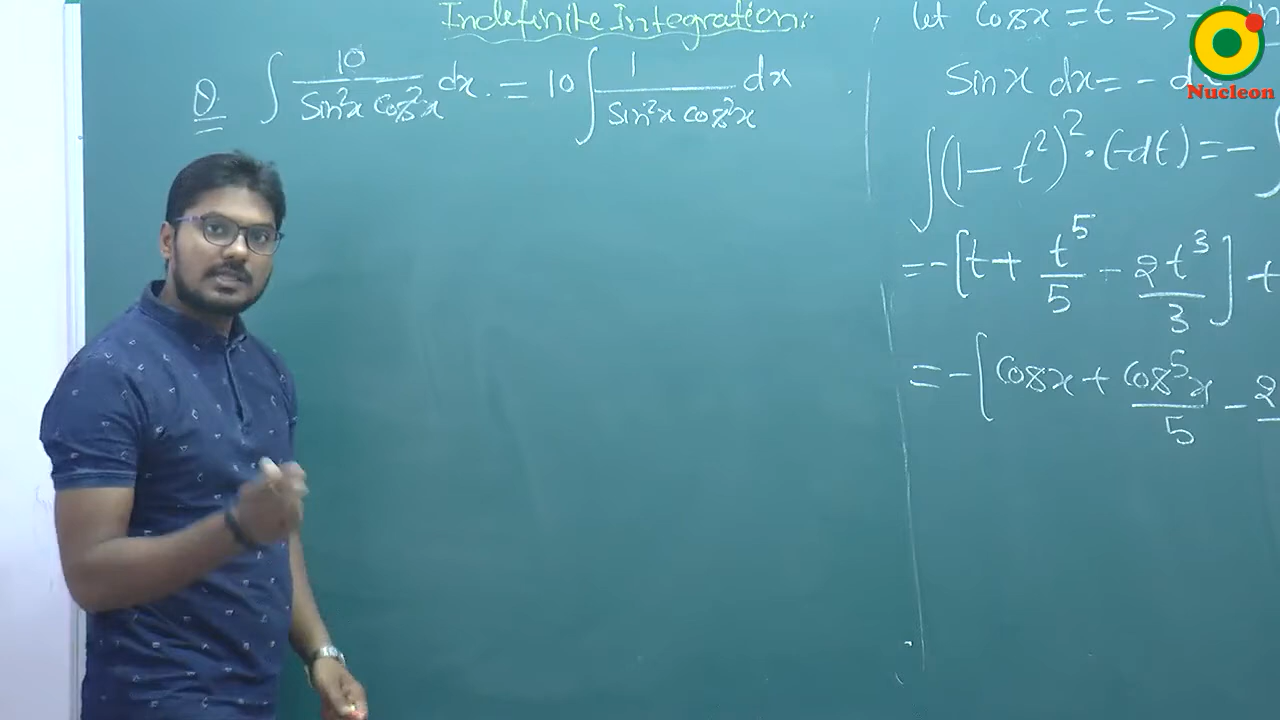 Indefinite Integration:
Q. ∫ 10/(Sin²x Cos²x) dx. = 10 ∫ 1/(Sin²x Cos²x) dx
Let Cosx = t ⇒ -
Sinx dx = - d
∫(1 - t²)² · (-dt) = - ∫
= -[t + t⁵/5 - 2t³/3] + 
= -[Cosx + Cos⁵x/5 - 2
Nucleon